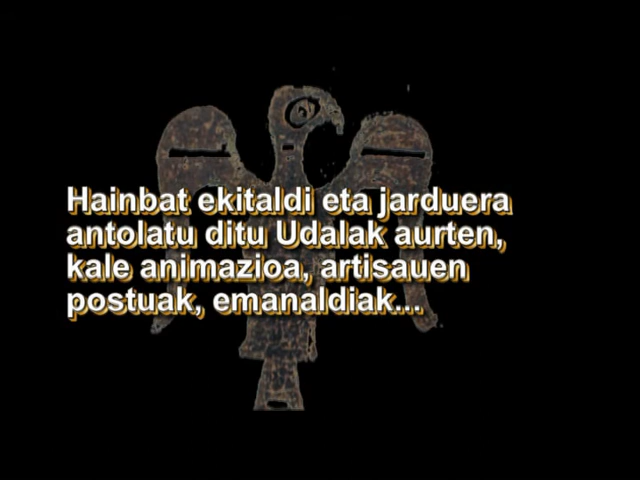 Hainbat ekitaldi eta jarduera
antolatu ditu Udalak aurten,
kale animazioa, artisauen
postuak, emanaldiak...